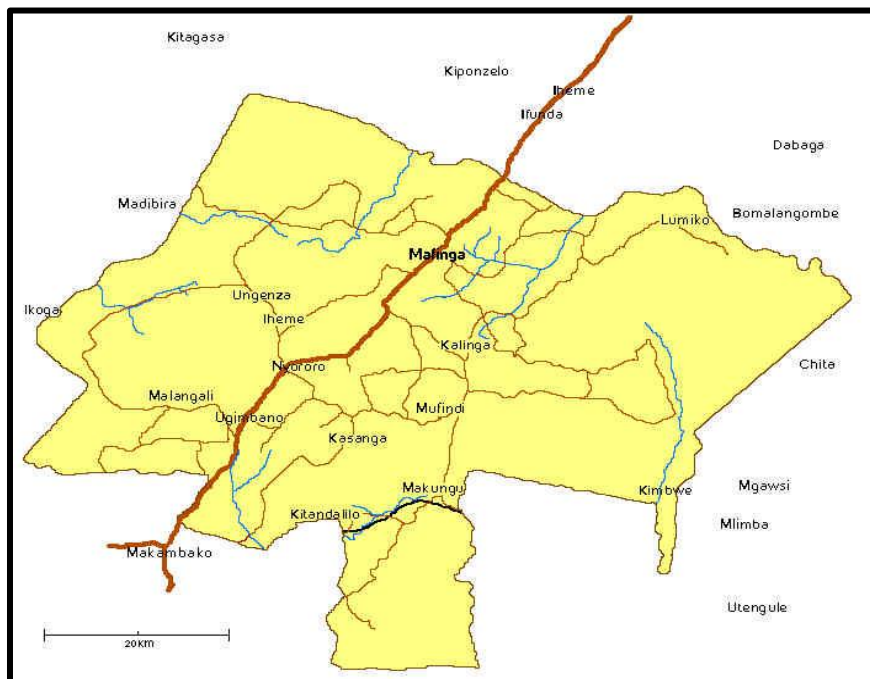 Kitagasa
Kiponzelo
Iheme
Ifunda
Dabaga
Madibira
Lumiko
Bomalangombe
Mafinga
Ungenza
Ikoga
Iheme
Kalinga
Nyororo
Chita
Malangali
Mufindi
Ugimbano
Kasanga
Makungu
Kimbwe
Mgawsi
Kitandalilo
Mlimba
Makambako
Utengule
20KM